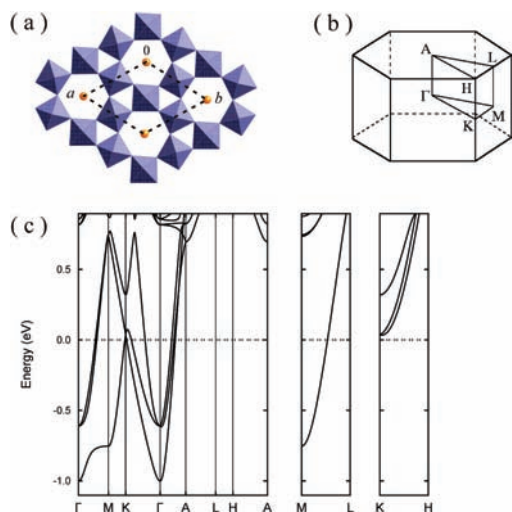 ( a )
0
a
b
( b )
A
L
H
Γ
M
K
( c )
Energy (eV)
0.5
0.0
-0.5
-1.0
Γ M K Γ A L H A
M L
K H